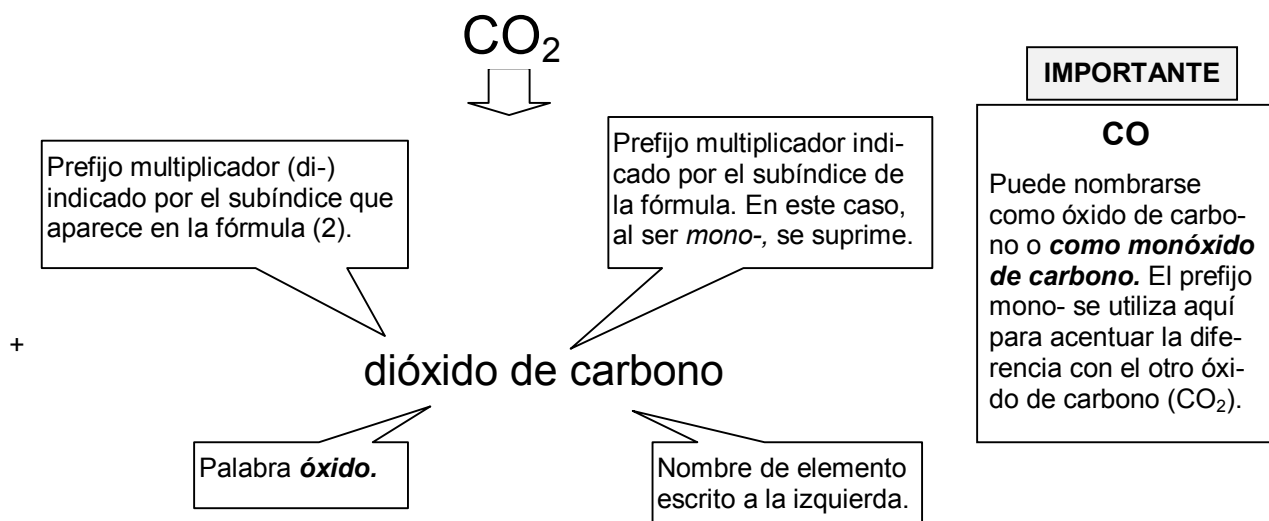 CO₂
IMPORTANTE
Prefijo multiplicador (di-)
indicado por el subíndice que
aparece en la fórmula (2).
Prefijo multiplicador indi-
cado por el subíndice de
la fórmula. En este caso,
al ser mono-, se suprime.
CO
Puede nombrarse
como óxido de carbo-
no o como monóxido
de carbono. El prefijo
mono- se utiliza aquí
para acentuar la dife-
rencia con el otro óxi-
do de carbono (CO₂).
+
dióxido de carbono
Palabra óxido.
Nombre de elemento
escrito a la izquierda.